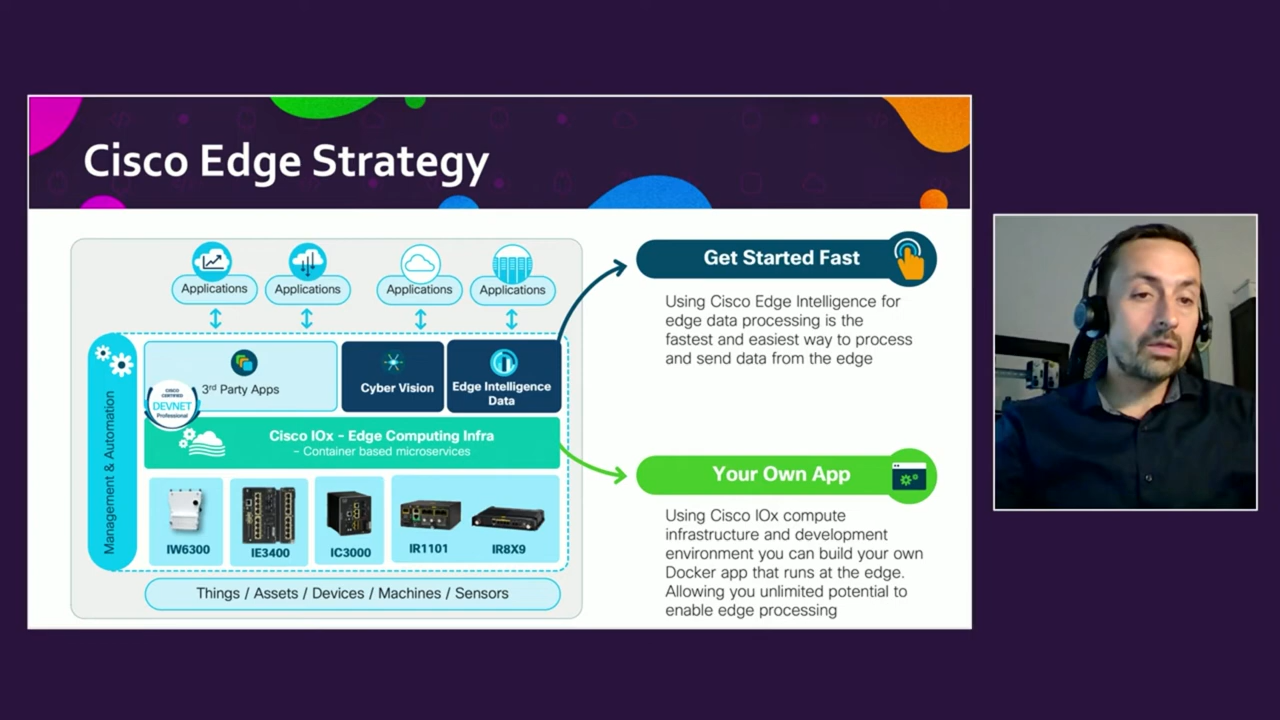 Cisco Edge Strategy
Applications
Applications
Applications
Applications
Management & Automation
3rd Party Apps
Cyber Vision
Edge Intelligence
Data
CISCO
CERTIFIED
DEVNET
Professional
Cisco IOx - Edge Computing Infra
- Container based microservices
IW6300
IE3400
IC3000
IR1101
IR8X9
Things / Assets / Devices / Machines / Sensors
Get Started Fast
Using Cisco Edge Intelligence for
edge data processing is the
fastest and easiest way to process
and send data from the edge
Your Own App
Using Cisco IOx compute
infrastructure and development
environment you can build your own
Docker app that runs at the edge.
Allowing you unlimited potential to
enable edge processing